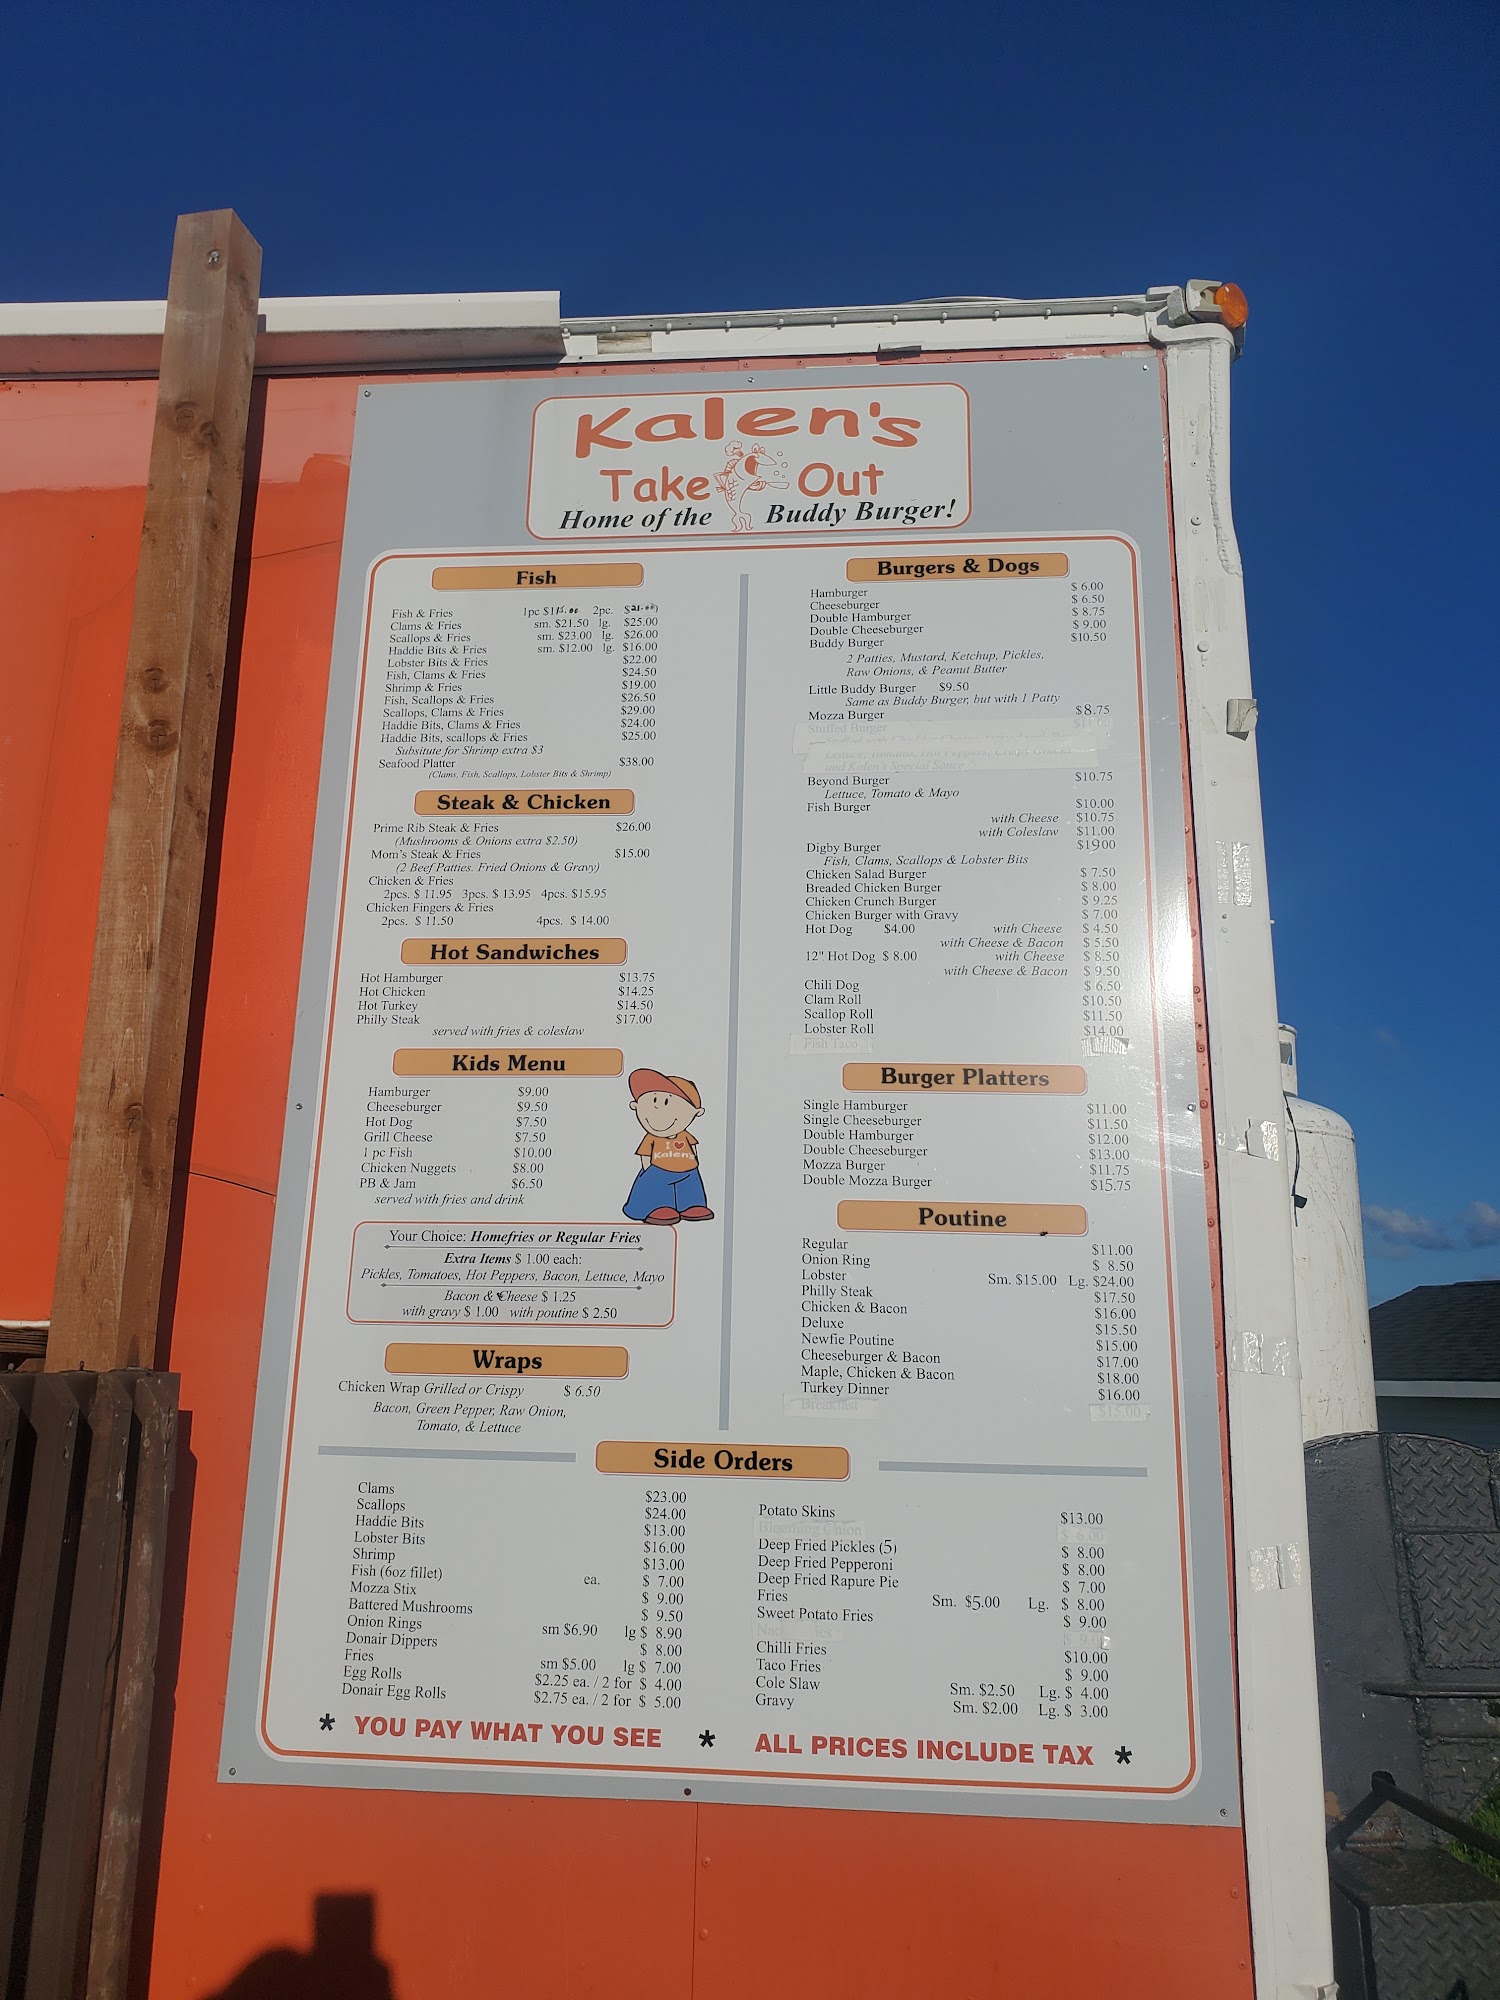 Kalen's
Take Out
Home of the Buddy Burger!
Fish
Fish & Fries 1pc 2pc.
Clams & Fries sm. $21.50 lg. $25.00
Scallops & Fries sm. $23.00 lg. $26.00
Haddie Bits & Fries sm. $12.00 lg. $16.00
Lobster Bits & Fries $22.00
Fish, Clams & Fries $24.50
Shrimp & Fries $19.00
Fish, Scallops & Fries $26.50
Scallops, Clams & Fries $29.00
Haddie Bits, Clams & Fries $24.00
Haddie Bits, scallops & Fries $25.00
Subsitute for Shrimp extra $3
Seafood Platter $38.00
(Clams, Fish, Scallops, Lobster Bits & Shrimp)
Steak & Chicken
Prime Rib Steak & Fries $26.00
(Mushrooms & Onions extra $2.50)
Mom's Steak & Fries $15.00
(2 Beef Patties. Fried Onions & Gravy)
Chicken & Fries
2pcs. $ 11.95 3pcs. $ 13.95 4pcs. $15.95
Chicken Fingers & Fries
2pcs. $ 11.50 4pcs. $ 14.00
Hot Sandwiches
Hot Hamburger $13.75
Hot Chicken $14.25
Hot Turkey $14.50
Philly Steak $17.00
served with fries & coleslaw
Kids Menu
Hamburger $9.00
Cheeseburger $9.50
Hot Dog $7.50
Grill Cheese $7.50
1 pc Fish $10.00
Chicken Nuggets $8.00
PB & Jam $6.50
served with fries and drink
I ♥
Kalen's
Your Choice: Homefries or Regular Fries
Extra Items $ 1.00 each:
Pickles, Tomatoes, Hot Peppers, Bacon, Lettuce, Mayo
Bacon & Cheese $ 1.25
with gravy $ 1.00 with poutine $ 2.50
Wraps
Chicken Wrap Grilled or Crispy $ 6.50
Bacon, Green Pepper, Raw Onion,
Tomato, & Lettuce
Burgers & Dogs
Hamburger $ 6.00
Cheeseburger $ 6.50
Double Hamburger $ 8.75
Double Cheeseburger $ 9.00
Buddy Burger $10.50
2 Patties, Mustard, Ketchup, Pickles,
Raw Onions, & Peanut Butter
Little Buddy Burger $9.50
Same as Buddy Burger, but with 1 Patty
Mozza Burger $8.75
Stuffed Burger
and Kalen's Special Sauce
Beyond Burger $10.75
Lettuce, Tomato & Mayo
Fish Burger $10.00
with Cheese $10.75
with Coleslaw $11.00
Digby Burger $1900
Fish, Clams, Scallops & Lobster Bits
Chicken Salad Burger $ 7.50
Breaded Chicken Burger $ 8.00
Chicken Crunch Burger $ 9.25
Chicken Burger with Gravy $ 7.00
Hot Dog $4.00 with Cheese $ 4.50
with Cheese & Bacon $ 5.50
12" Hot Dog $ 8.00 with Cheese $ 8.50
with Cheese & Bacon $ 9.50
Chili Dog $ 6.50
Clam Roll $10.50
Scallop Roll $11.50
Lobster Roll $14.00
Fish Taco
Burger Platters
Single Hamburger $11.00
Single Cheeseburger $11.50
Double Hamburger $12.00
Double Cheeseburger $13.00
Mozza Burger $11.75
Double Mozza Burger $15.75
Poutine
Regular $11.00
Onion Ring $ 8.50
Lobster Sm. $15.00 Lg. $24.00
Philly Steak $17.50
Chicken & Bacon $16.00
Deluxe $15.50
Newfie Poutine $15.00
Cheeseburger & Bacon $17.00
Maple, Chicken & Bacon $18.00
Turkey Dinner $16.00
Breakfast $15.00
Side Orders
Clams $23.00
Scallops $24.00
Haddie Bits $13.00
Lobster Bits $16.00
Shrimp $13.00
Fish (6oz fillet) ea. $ 7.00
Mozza Stix $ 9.00
Battered Mushrooms $ 9.50
Onion Rings sm $6.90 lg $ 8.90
Donair Dippers $ 8.00
Fries sm $5.00 lg $ 7.00
Egg Rolls $2.25 ea. / 2 for $ 4.00
Donair Egg Rolls $2.75 ea. / 2 for $ 5.00
Potato Skins $13.00
Blooming Onion $ 6.00
Deep Fried Pickles (5) $ 8.00
Deep Fried Pepperoni $ 8.00
Deep Fried Rapure Pie $ 7.00
Fries Sm. $5.00 Lg. $ 8.00
Sweet Potato Fries $ 9.00
Chilli Fries $10.00
Taco Fries $ 9.00
Cole Slaw Sm. $2.50 Lg. $ 4.00
Gravy Sm. $2.00 Lg. $ 3.00
* YOU PAY WHAT YOU SEE * ALL PRICES INCLUDE TAX *